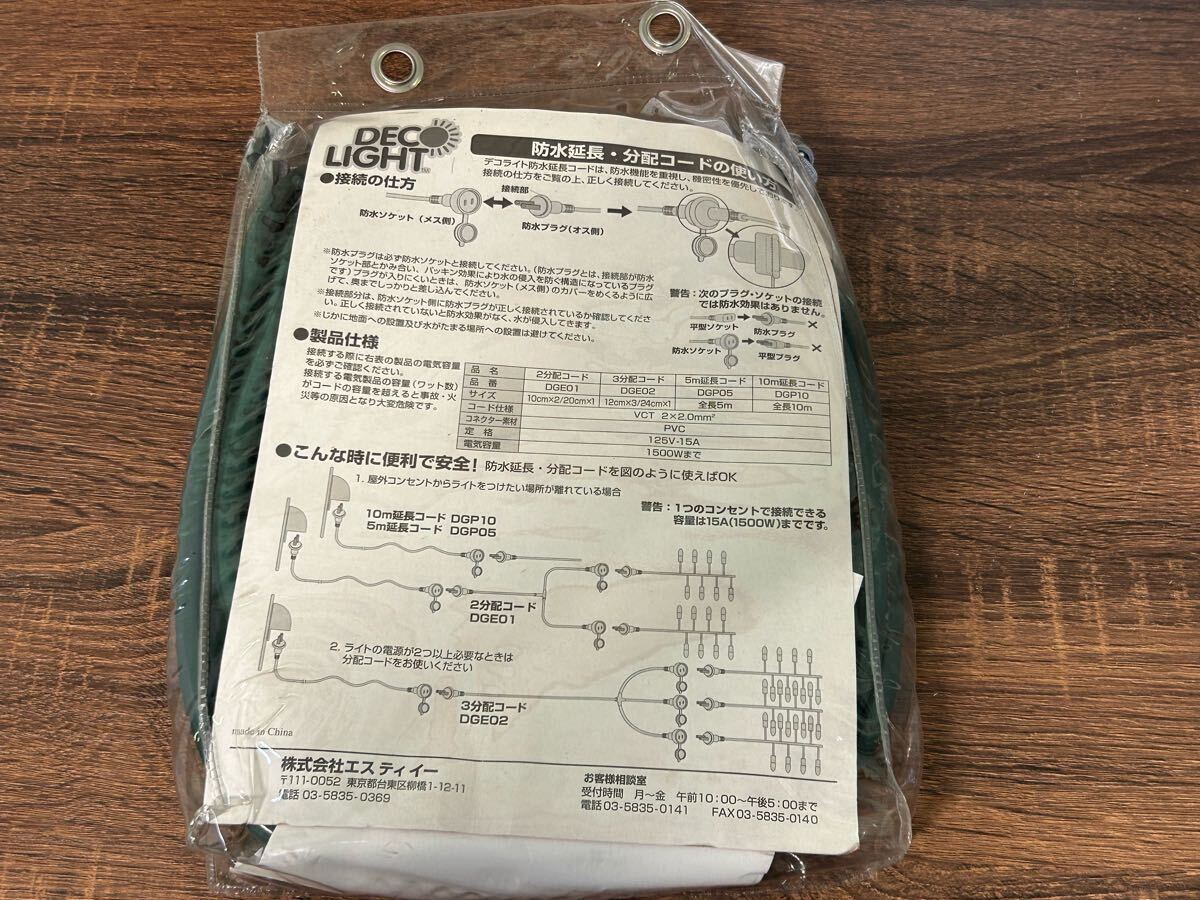 DECO
LIGHT
防水延長・分配コードの使い方
デコライト防水延長コードは、防水機能を重視し、機密性を優先して
接続の仕方をご覧の上、正しく接続してください。
●接続の仕方
接続部
防水ソケット（メス側）
防水プラグ(オス側)
※防水プラグは必ず防水ソケットと接続してください。(防水プラグとは、接続部が防水
ソケット部とかみ合い、パッキン効果により水の侵入を防ぐ構造になっているプラグ
です) プラグが入りにくいときは、防水ソケット（メス側）のカバーをめくるように広
げて、奥までしっかりと差し込んでください。
※接続部分は、防水ソケット側に防水プラグが正しく接続されているか確認してくださ
い。正しく接続されていないと防水効果がなく、水が侵入してきます。
※じかに地面への設置及び水がたまる場所への設置は避けてください。
警告：次のプラグ・ソケットの接続
では防水効果はありません。
平型ソケット 防水プラグ ×
防水ソケット 平型プラグ ×
●製品仕様
接続する際に右表の製品の電気容量
を必ずご確認ください。
接続する電気製品の容量（ワット数）
がコードの容量を超えると事故・火
災等の原因となり大変危険です。
品 名 2分配コード 3分配コード 5m延長コード 10m延長コード
品 番 DGE01 DGE02 DGP05 DGP10
サイズ 10cm×2/20cm×1 12cm×3/24cm×1 全長5m 全長10m
コード仕様 VCT 2×2.0mm²
コネクター素材 PVC
定 格 125V-15A
電気容量 1500Wまで
●こんな時に便利で安全！ 防水延長・分配コードを図のように使えばOK
1. 屋外コンセントからライトをつけたい場所が離れている場合
警告：1つのコンセントで接続できる
容量は15A(1500W)までです。
10m延長コード DGP10
5m延長コード DGP05
2分配コード
DGE01
2. ライトの電源が2つ以上必要なときは
分配コードをお使いください
3分配コード
DGE02
made in China
株式会社エス ティ イー
〒111-0052 東京都台東区柳橋1-12-11
電話 03-5835-0369
お客様相談室
受付時間 月～金 午前10:00～午後5:00まで
電話03-5835-0141 FAX03-5835-0140